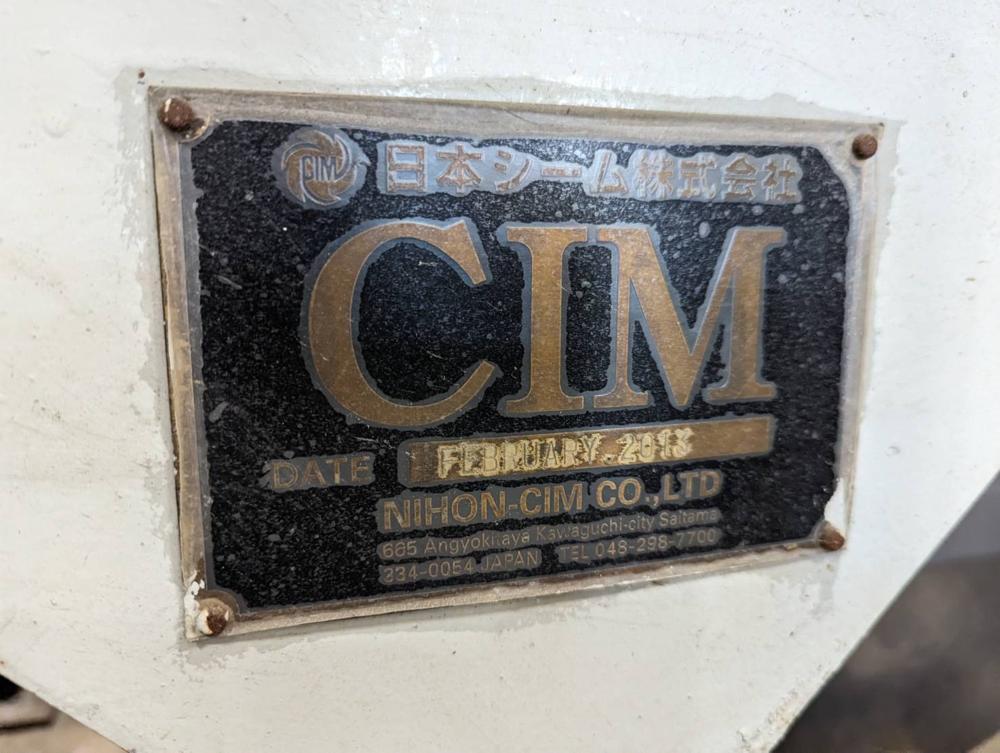 CIM 日本シーム株式会社
CIM
DATE FEBRUARY.2013
NIHON-CIM CO.,LTD
665 Angyokitaya Kawaguchi-city Saitama
334-0054 JAPAN TEL 048-298-7700